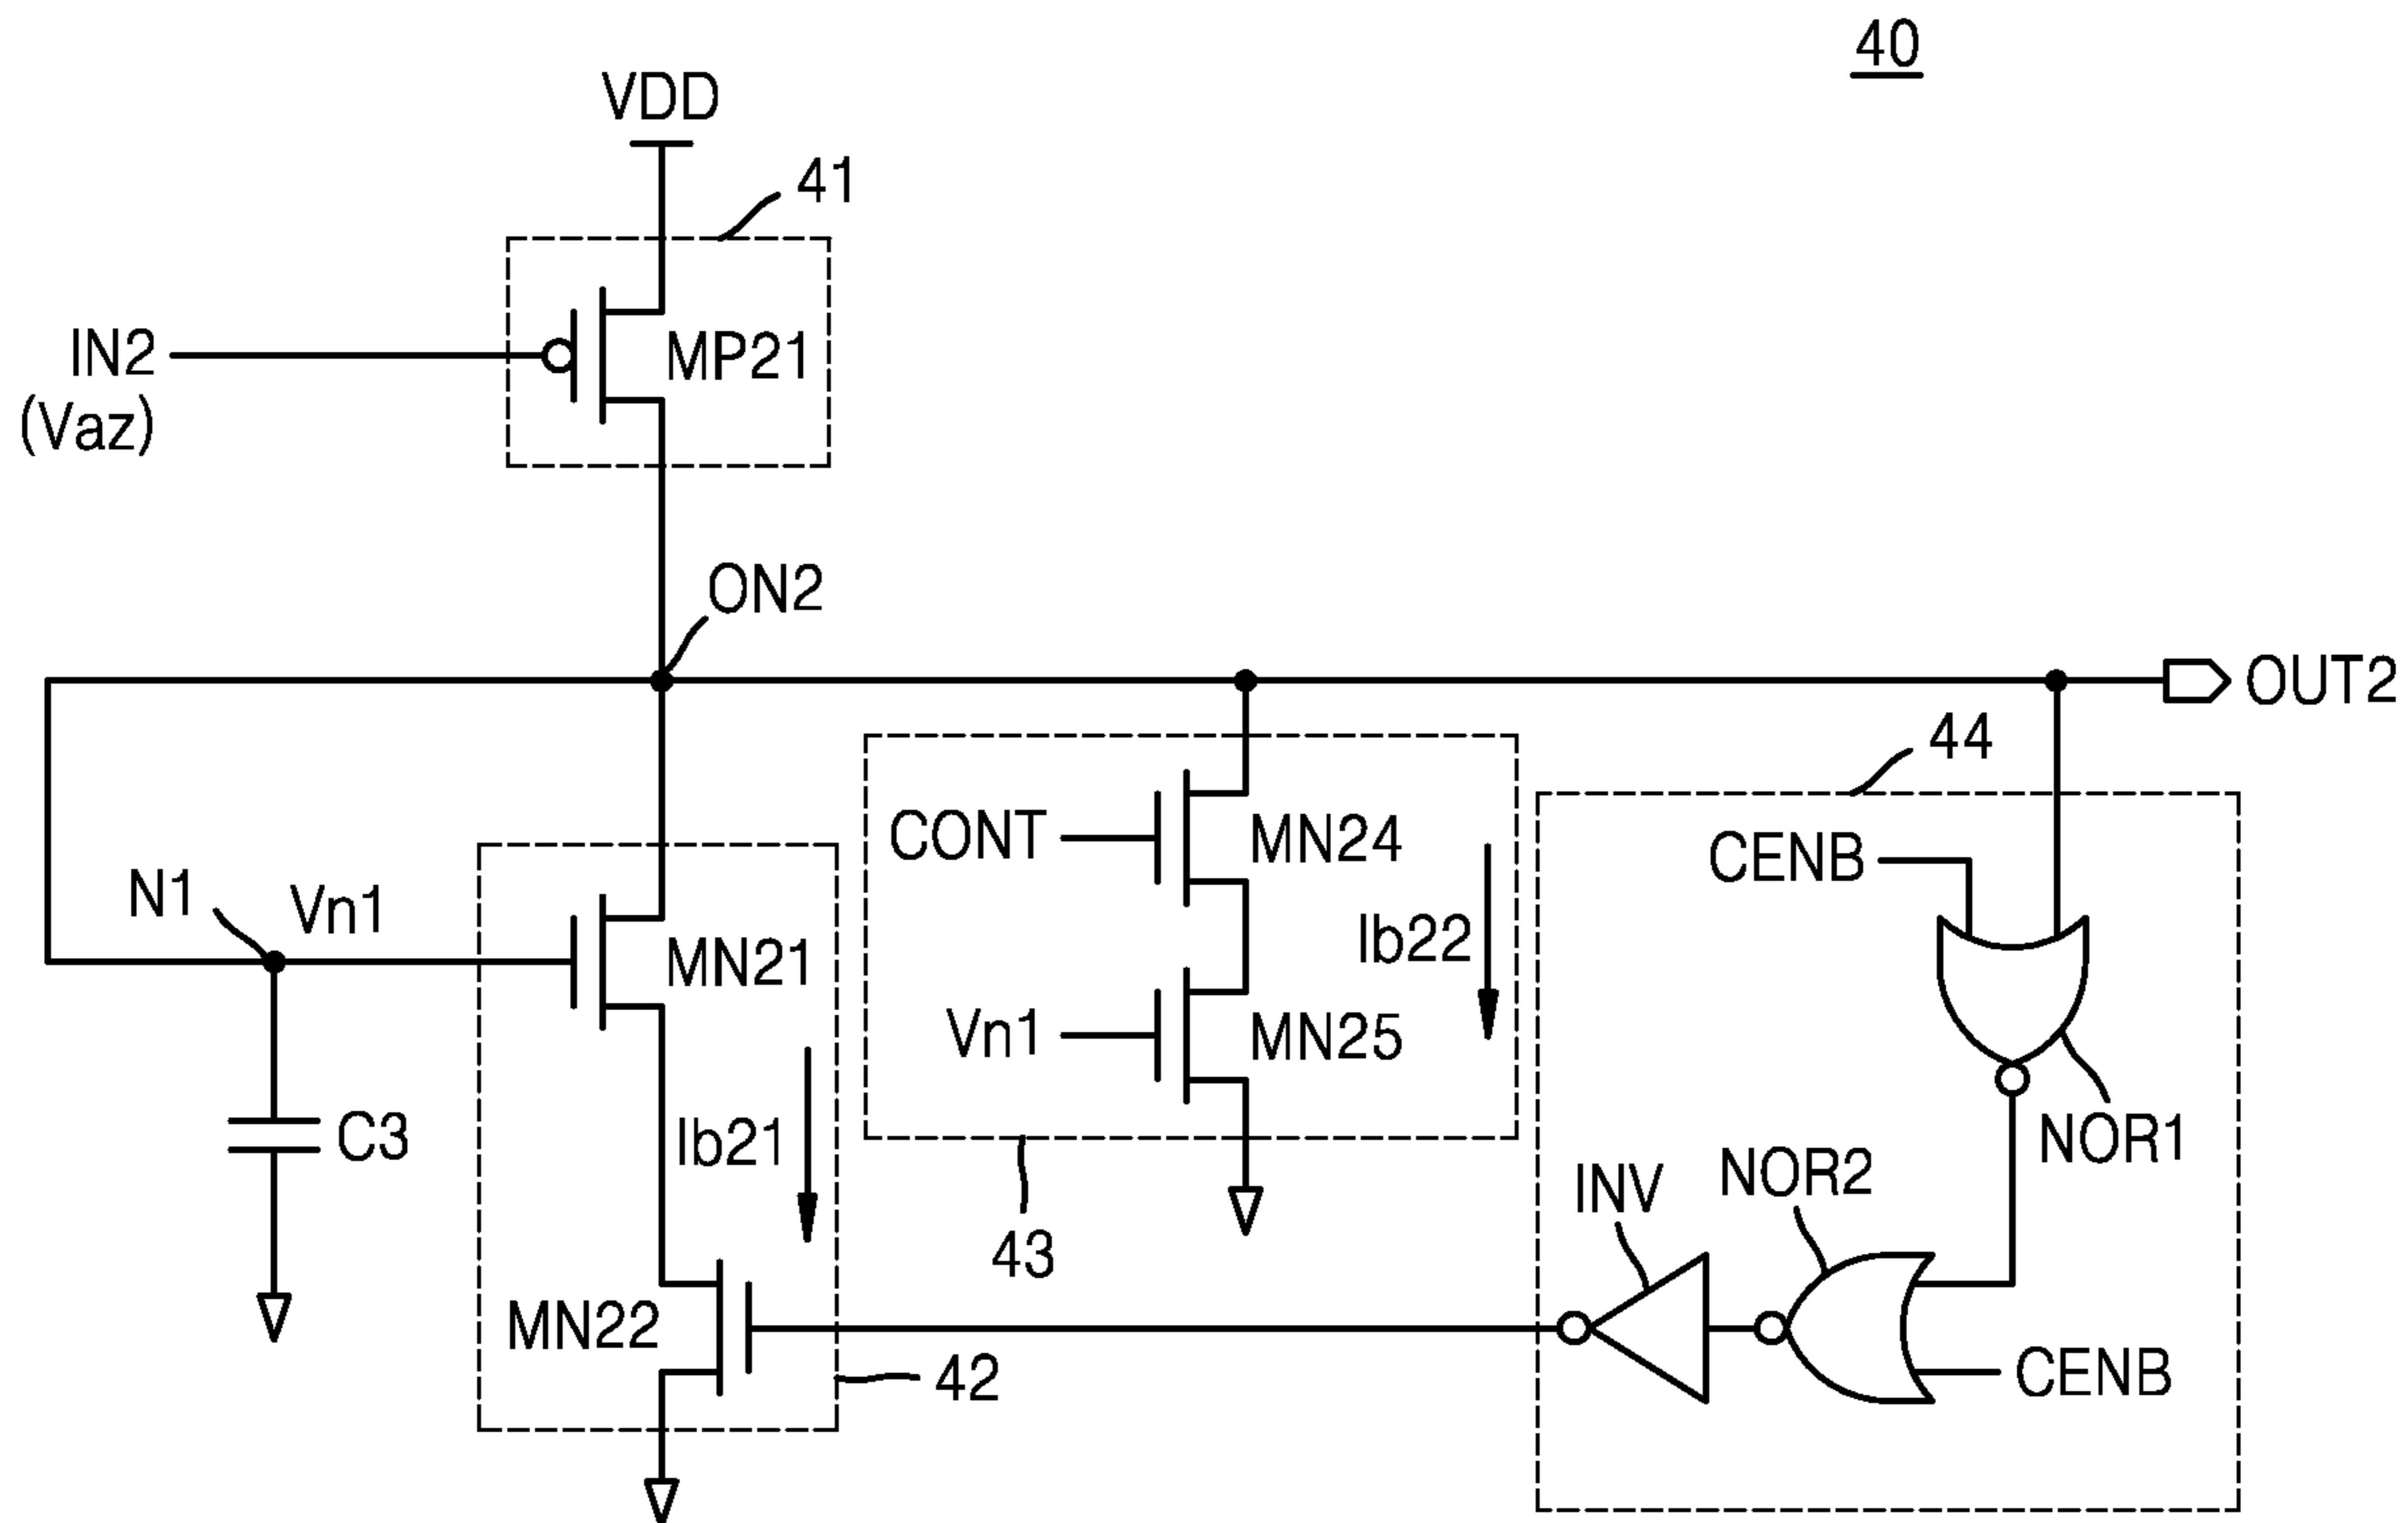 40
VDD
41
IN2
(Vaz)
MP21
ON2
OUT2
44
CONT
MN24
CENB
N1
Vn1
MN21
Ib22
Vn1
MN25
C3
Ib21
NOR1
43
INV
NOR2
MN22
42
CENB